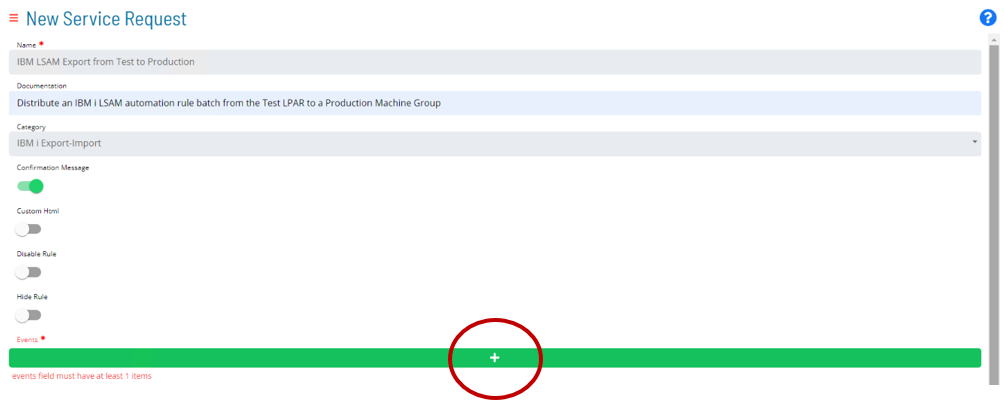 New Service Request
?
Name *
IBM LSAM Export from Test to Production
Documentation
Distribute an IBM i LSAM automation rule batch from the Test LPAR to a Production Machine Group
Category
IBM i Export-Import
Confirmation Message
Custom Html
Disable Rule
Hide Rule
Events *
+
events field must have at least 1 items